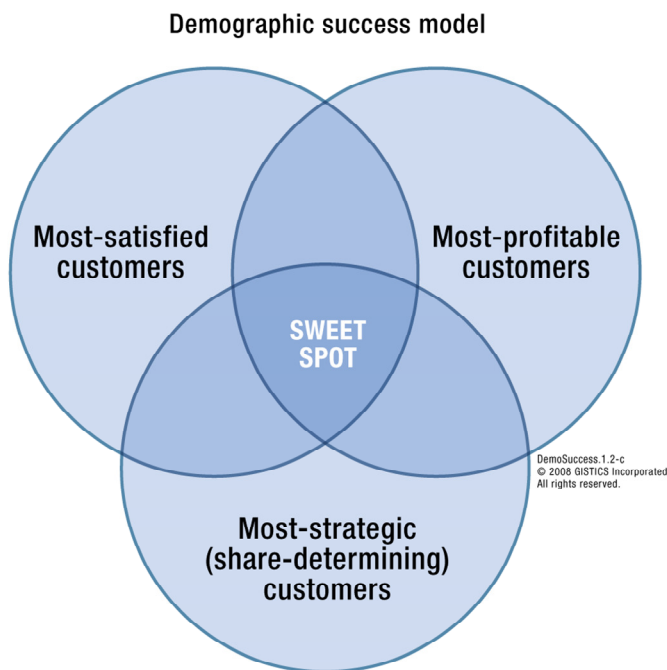 Demographic success model
Most-satisfied
customers
Most-profitable
customers
SWEET
SPOT
DemoSuccess.1.2-c
© 2008 GISTICS Incorporated
All rights reserved.
Most-strategic
(share-determining)
customers